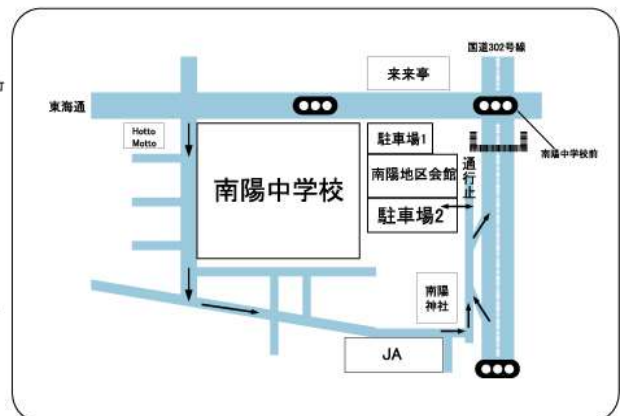 国道302号線
来来亭
東海通
Hotto
Motto
駐車場1
南陽中学校前
南陽中学校
南陽地区会館
通行止
駐車場2
南陽
神社
JA